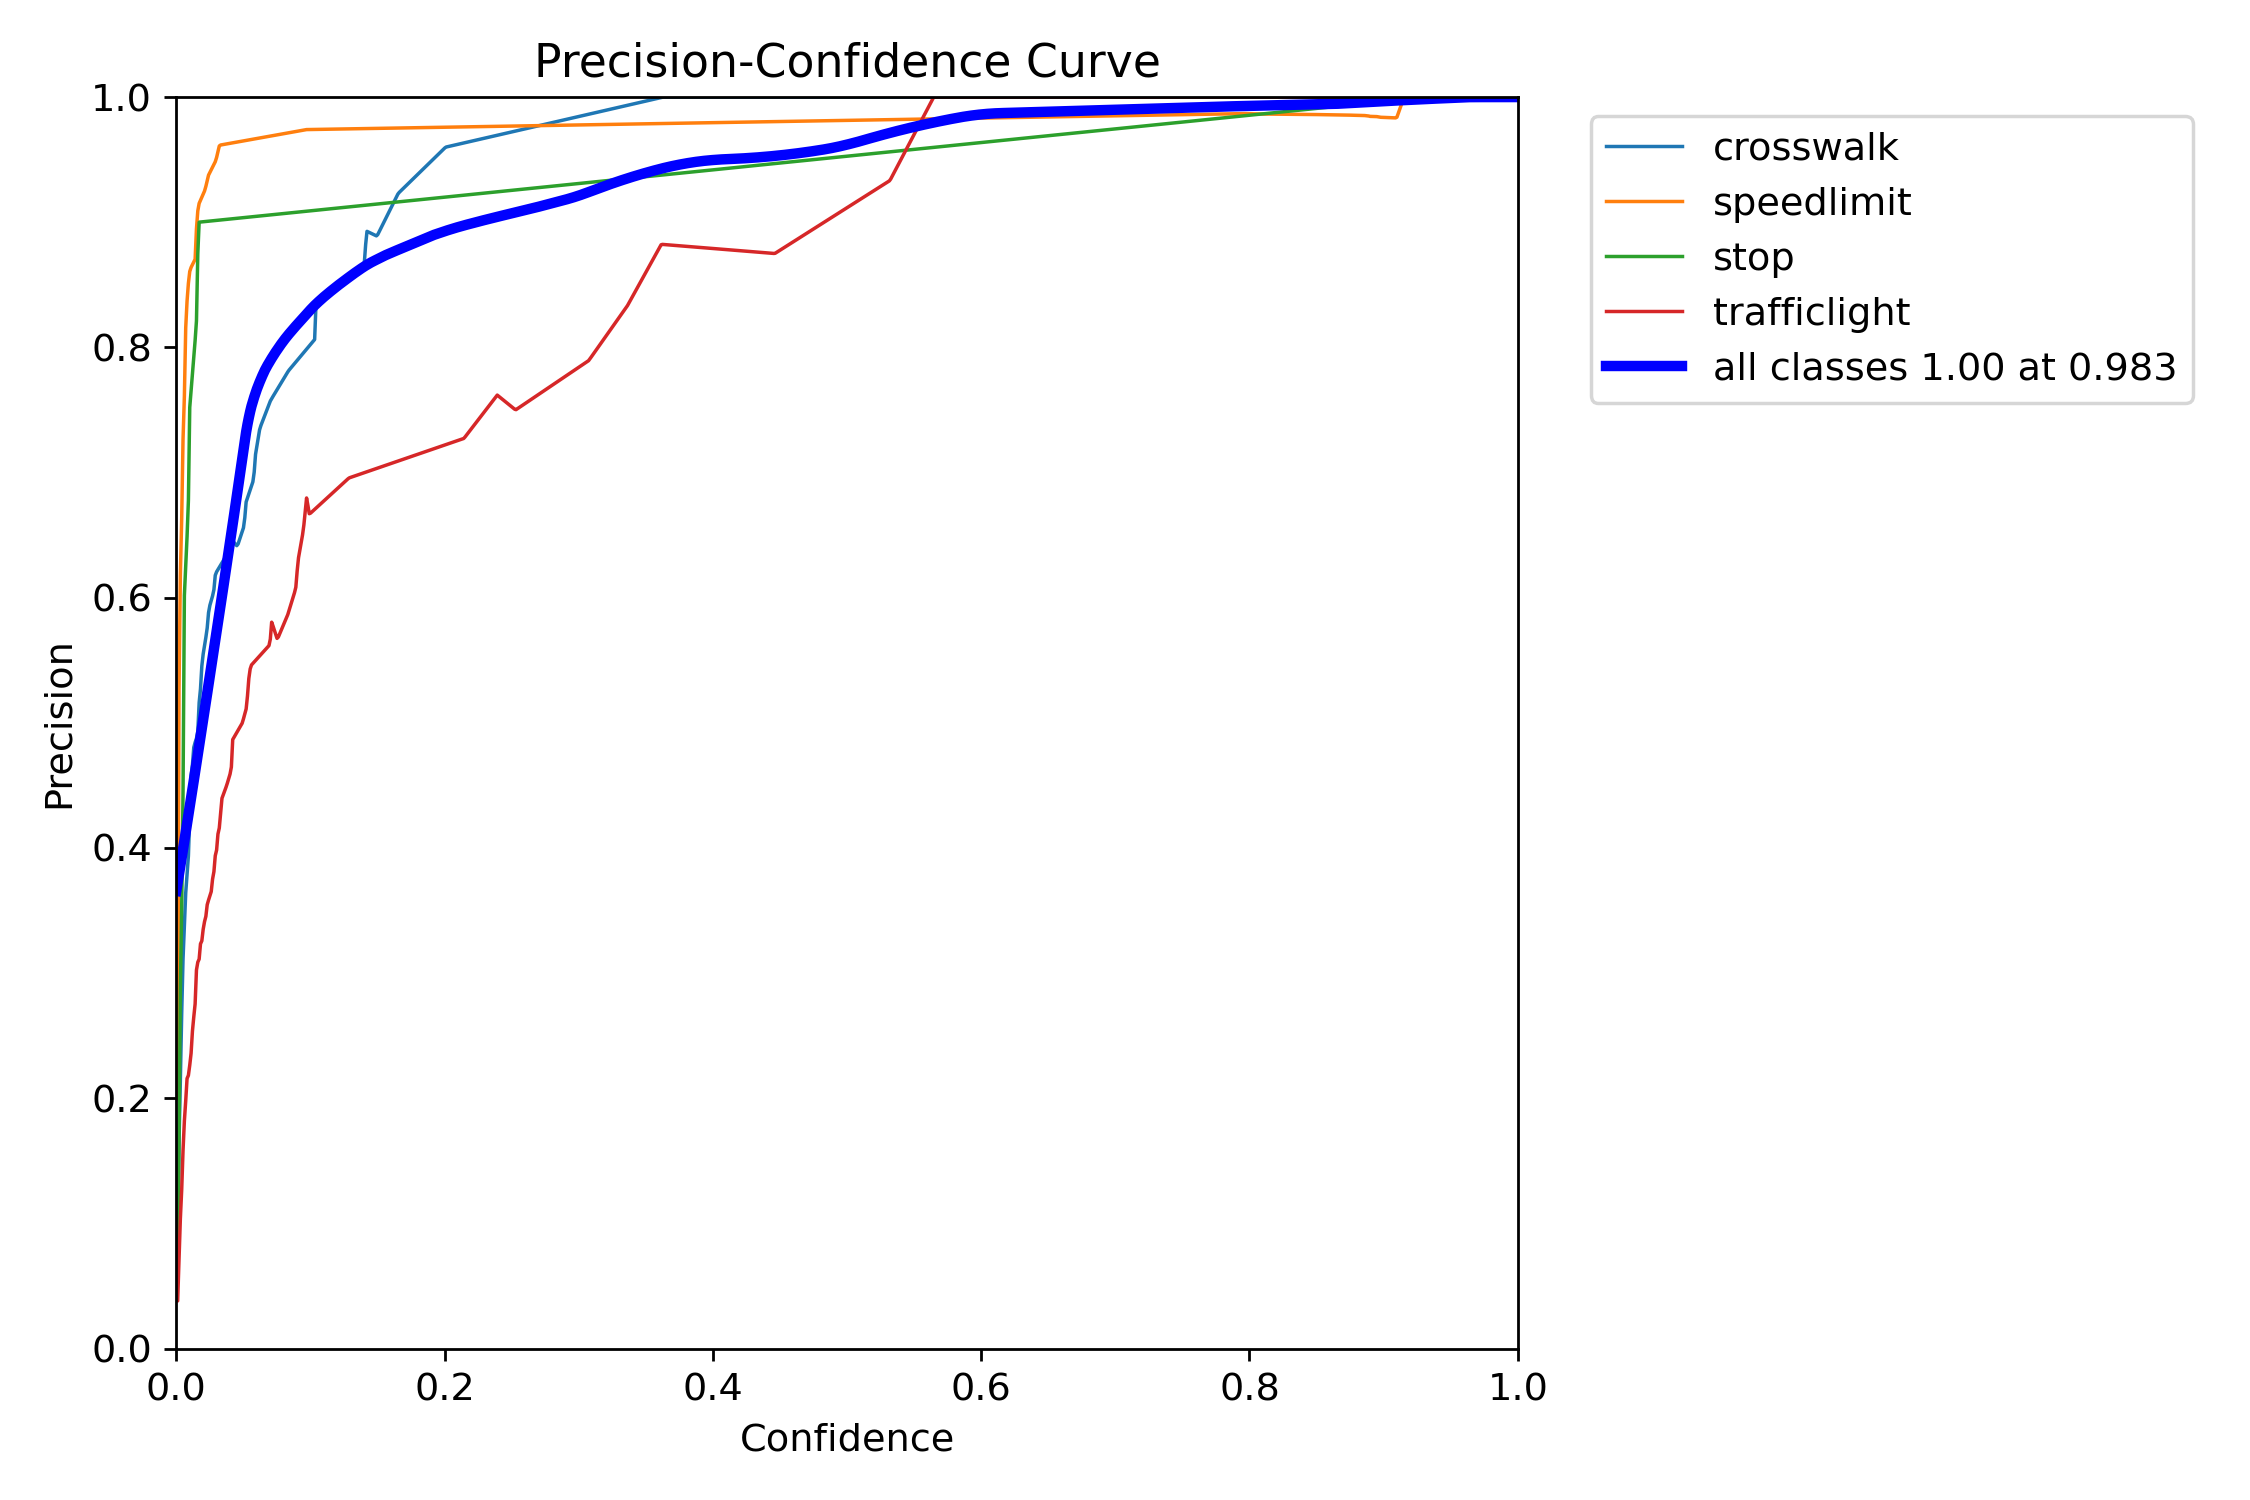 Precision-Confidence Curve
1.0
0.8
0.6
0.4
0.2
0.0
Precision
0.0 0.2 0.4 0.6 0.8 1.0
Confidence
crosswalk
speedlimit
stop
trafficlight
all classes 1.00 at 0.983